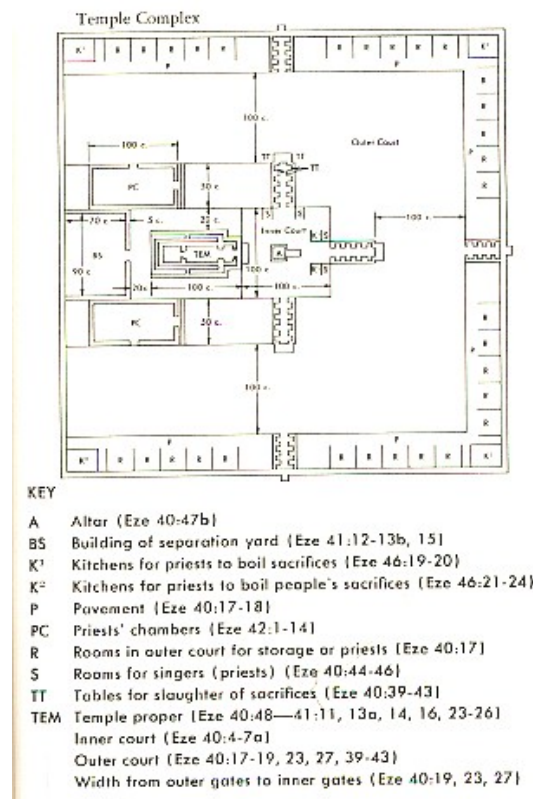 Temple Complex
K² R R R R R R R R R R K²
P P
R
R
100 c.
100 c.
Outer Court
R
P
R
R
TT TT
TT
PC
50 c.
S S
70 c. 5 c. 25 c.
Inner Court
K¹ S
100 c.
BS
TEM
A
90 c.
100 c.
K¹ S
20c. 100 c. 100 c.
PC
50 c.
R
R
100 c.
P
R
R
R
P P
K² R R R R R R R R R R K²
KEY
A Altar (Eze 40:47b)
BS Building of separation yard (Eze 41:12-13b, 15)
K¹ Kitchens for priests to boil sacrifices (Eze 46:19-20)
K² Kitchens for priests to boil people's sacrifices (Eze 46:21-24)
P Pavement (Eze 40:17-18)
PC Priests' chambers (Eze 42:1-14)
R Rooms in outer court for storage or priests (Eze 40:17)
S Rooms for singers (priests) (Eze 40:44-46)
TT Tables for slaughter of sacrifices (Eze 40:39-43)
TEM Temple proper (Eze 40:48—41:11, 13a, 14, 16, 23-26)
Inner court (Eze 40:4-7a)
Outer court (Eze 40:17-19, 23, 27, 39-43)
Width from outer gates to inner gates (Eze 40:19, 23, 27)